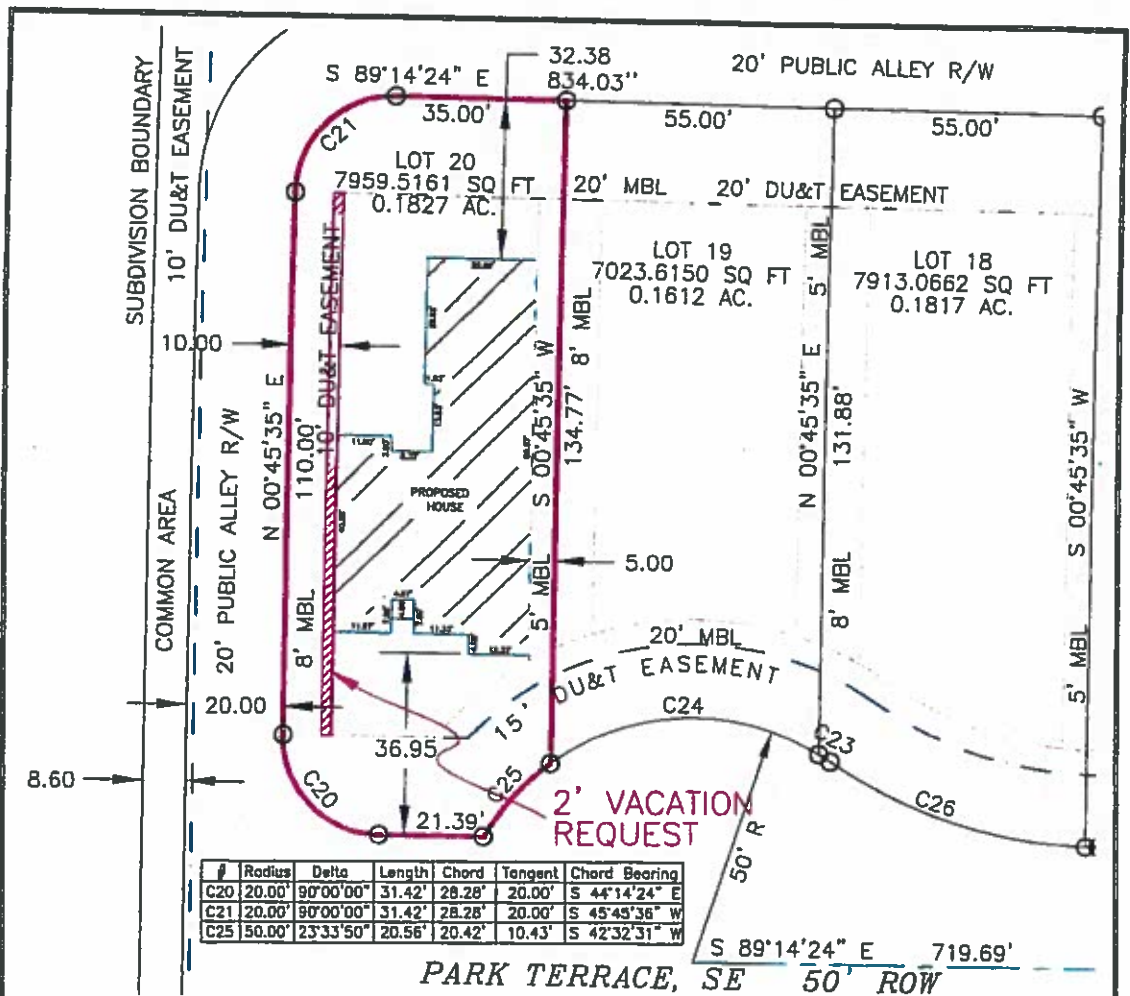 32.38
834.03"
20' PUBLIC ALLEY R/W
S 89°14'24" E
35.00'
55.00'
55.00'
C21
SUBDIVISION BOUNDARY
10' DU&T EASEMENT
LOT 20
7959.5161 SQ FT
0.1827 AC.
20' MBL
20' DU&T EASEMENT
LOT 19
7023.6150 SQ FT
0.1612 AC.
LOT 18
7913.0662 SQ FT
0.1817 AC.
10' DU&T EASEMENT
5' MBL
8' MBL
10.00
N 00°45'35" E
110.00'
S 00°45'35" W
134.77'
N 00°45'35" E
131.88'
S 00°45'35" W
20' PUBLIC ALLEY R/W
COMMON AREA
PROPOSED
HOUSE
5.00
8' MBL
5' MBL
8' MBL
5' MBL
20' MBL
15' DU&T EASEMENT
C24
C23
20.00
36.95
8.60
C20
C25
C26
21.39'
2' VACATION
REQUEST
50' R
# Radius Delta Length Chord Tangent Chord Bearing
C20 20.00' 90°00'00" 31.42' 28.28' 20.00' S 44°14'24" E
C21 20.00' 90°00'00" 31.42' 28.28' 20.00' S 45°45'36" W
C25 50.00' 23°33'50" 20.56' 20.42' 10.43' S 42°32'31" W
S 89°14'24" E 719.69'
PARK TERRACE, SE 50' ROW